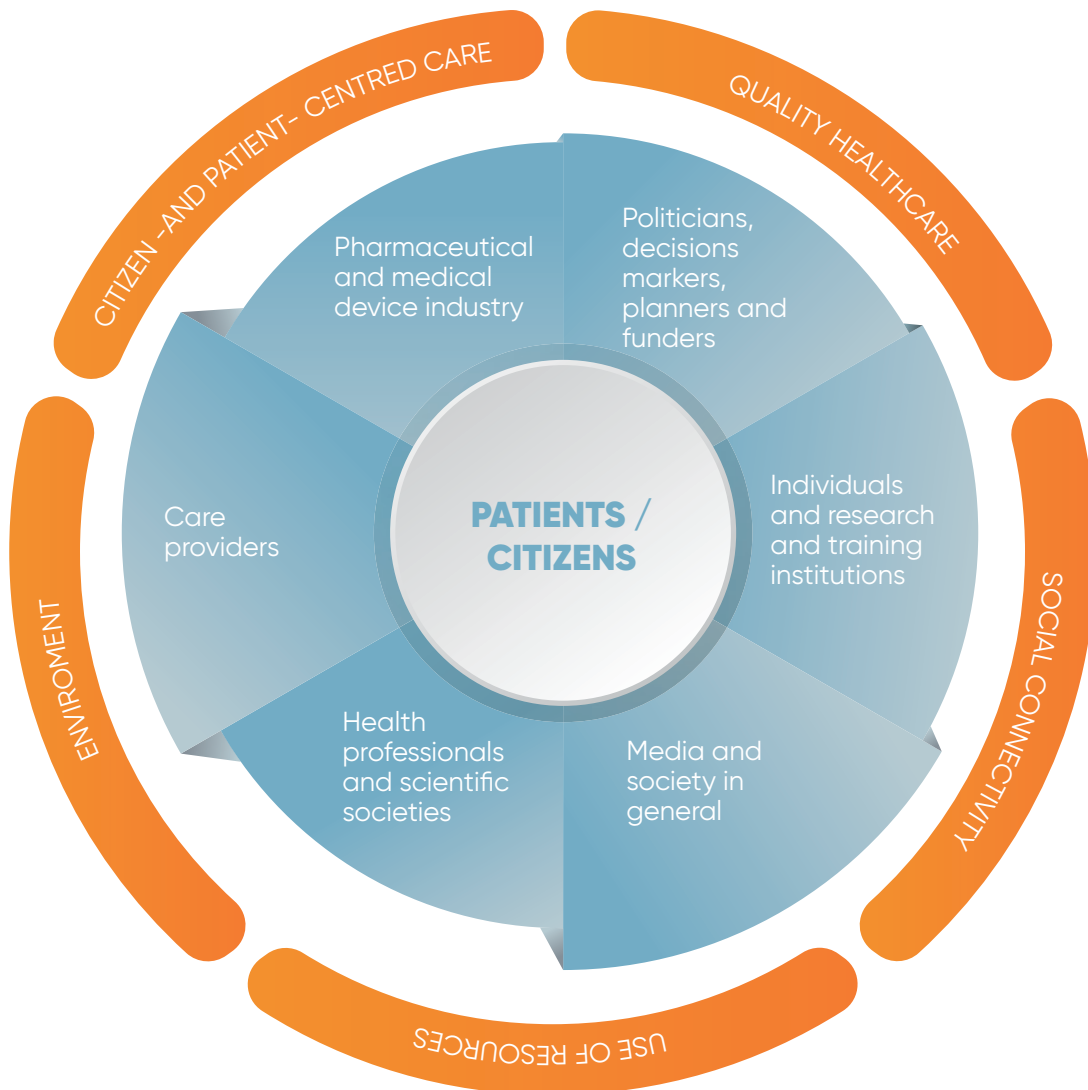 CITIZEN -AND PATIENT- CENTRED CARE
QUALITY HEALTHCARE
Pharmaceutical
and medical
device industry
Politicians,
decisions
markers,
planners and
funders
Care
providers
PATIENTS /
CITIZENS
Individuals
and research
and training
institutions
Health
professionals
and scientific
societies
Media and
society in
general
ENVIROMENT
SOCIAL CONNECTIVITY
USE OF RESOURCES